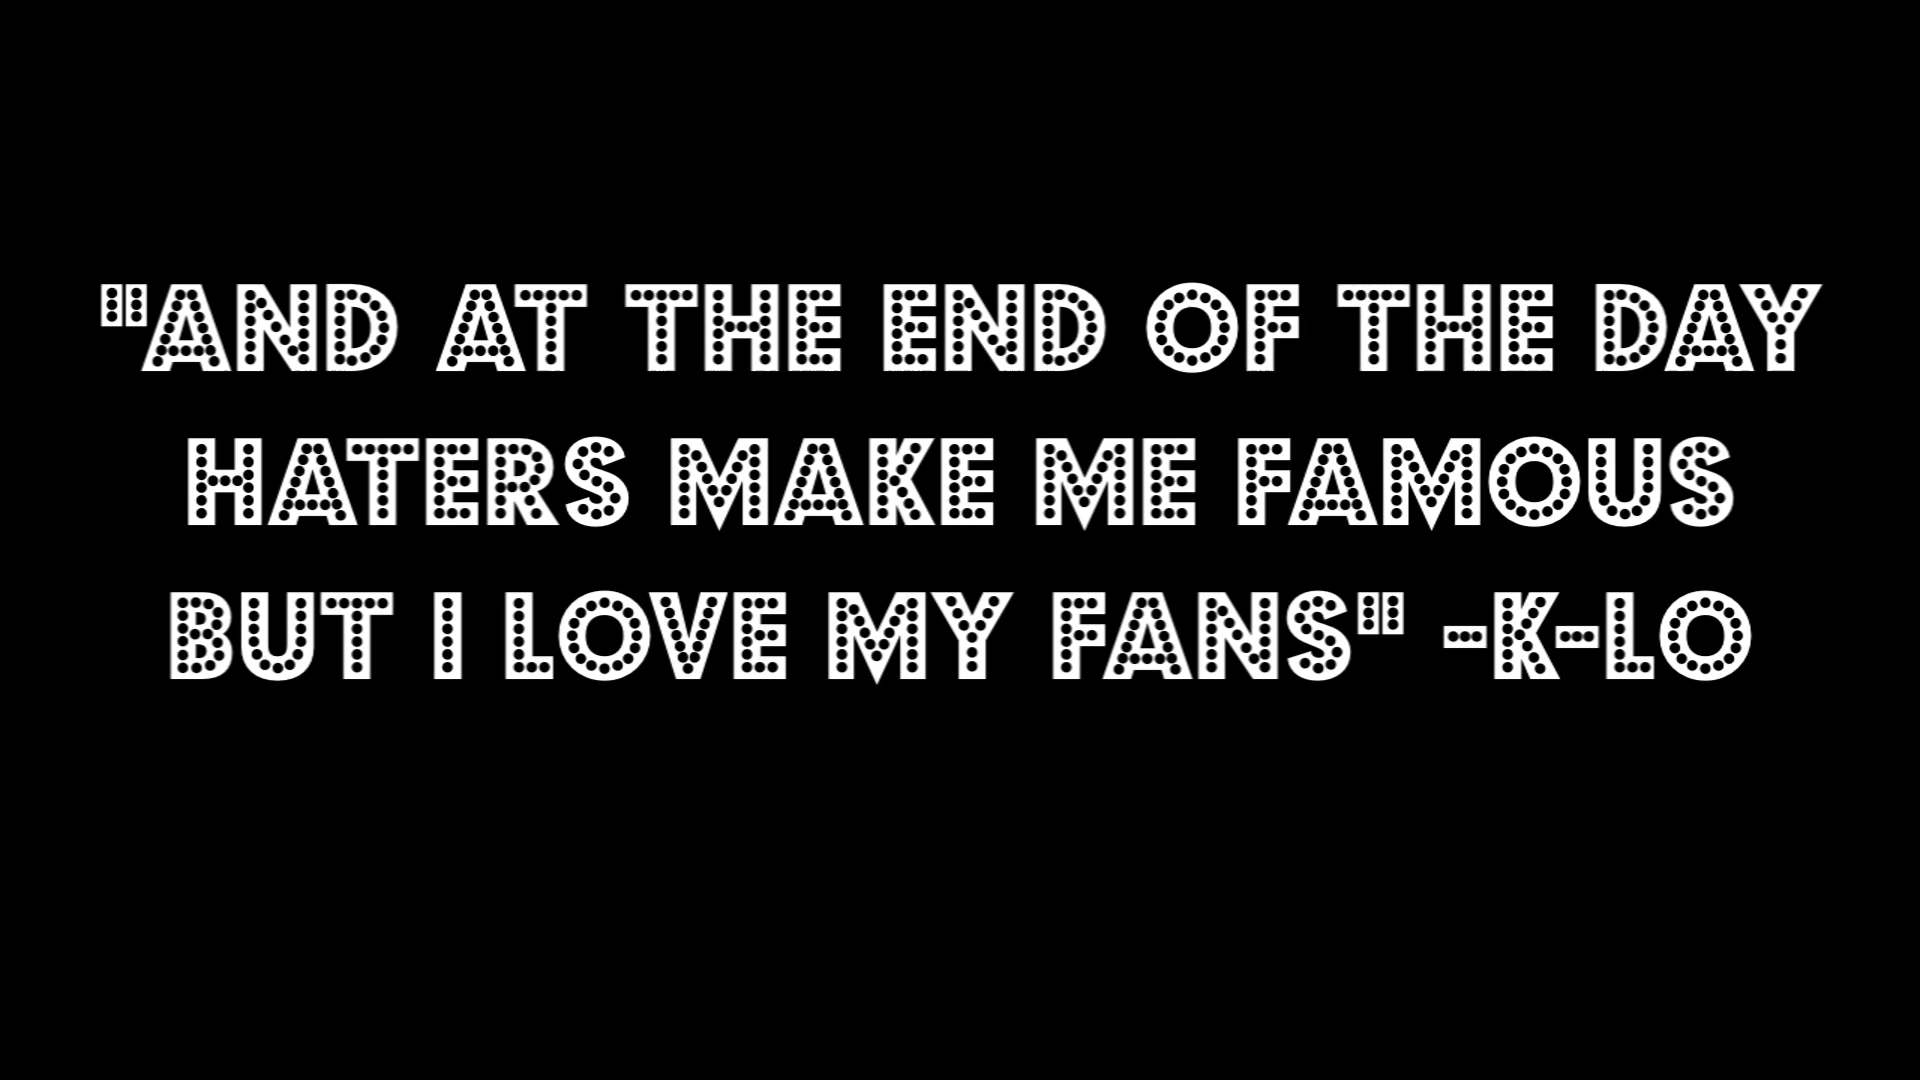 "AND AT THE END OF THE DAY
HATERS MAKE ME FAMOUS
BUT I LOVE MY FANS" -K-LO